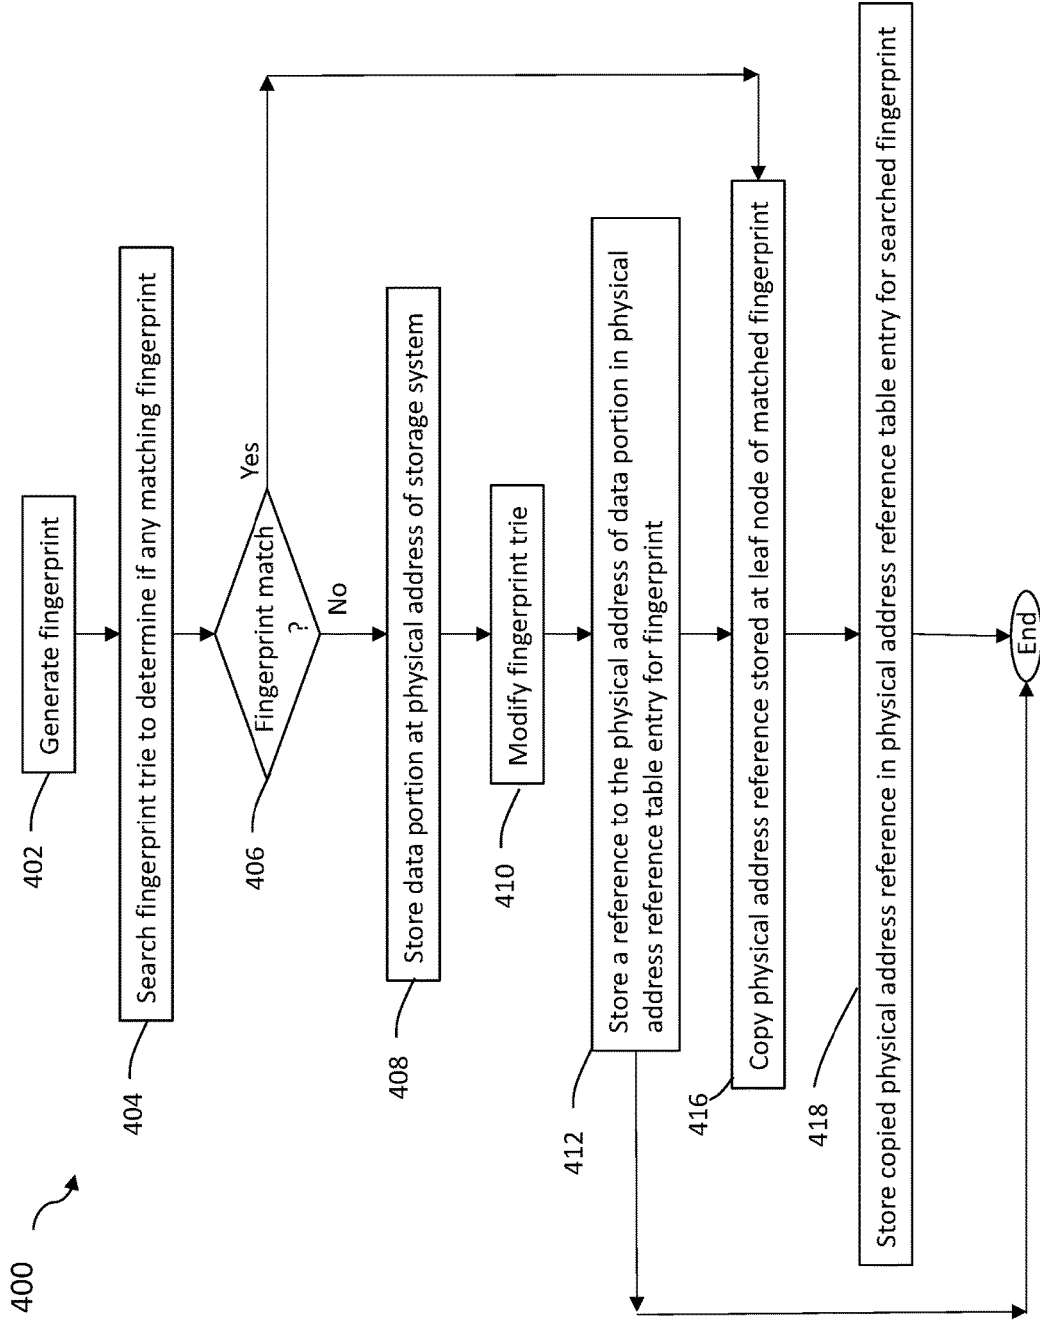 400
402
Generate fingerprint
404
Search fingerprint trie to determine if any matching fingerprint
406
Fingerprint match
?
Yes
No
408
Store data portion at physical address of storage system
410
Modify fingerprint trie
412
Store a reference to the physical address of data portion in physical
address reference table entry for fingerprint
416
Copy physical address reference stored at leaf node of matched fingerprint
418
Store copied physical address reference in physical address reference table entry for searched fingerprint
End